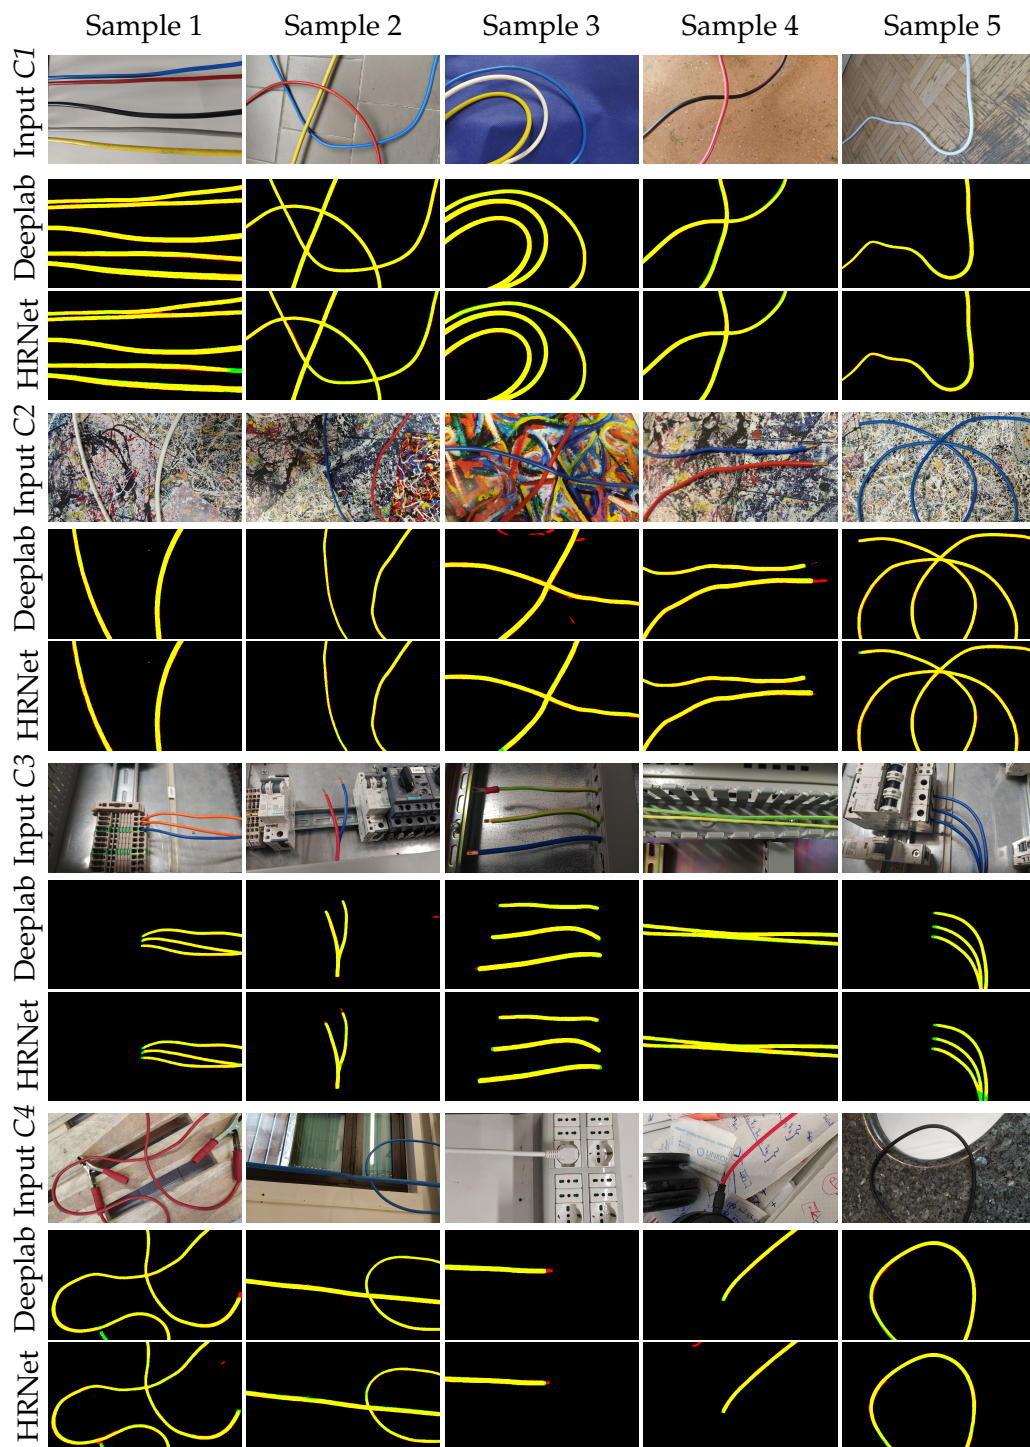 Sample 1 Sample 2 Sample 3 Sample 4 Sample 5
Input C1
Deeplab
HRNet
Input C2
Deeplab
HRNet
Input C3
Deeplab
HRNet
Input C4
Deeplab
HRNet